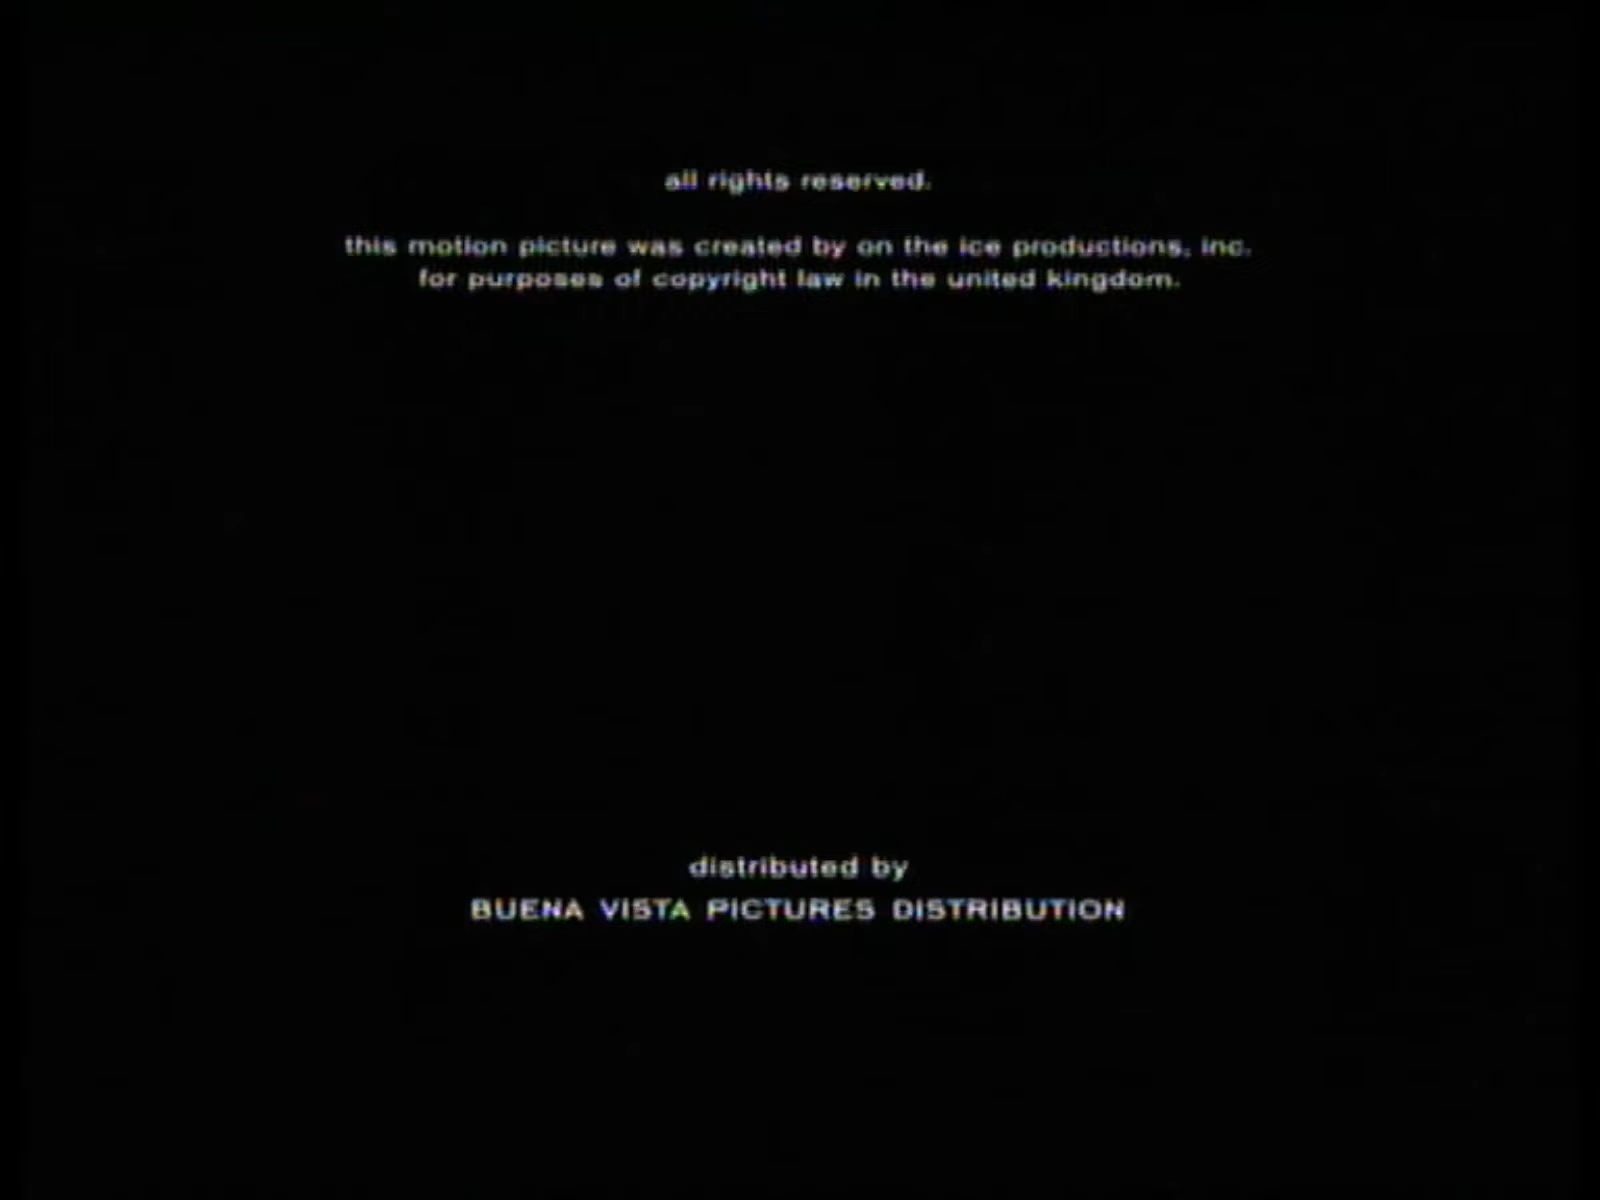 all rights reserved.
this motion picture was created by on the ice productions, inc.
for purposes of copyright law in the united kingdom.
distributed by
BUENA VISTA PICTURES DISTRIBUTION